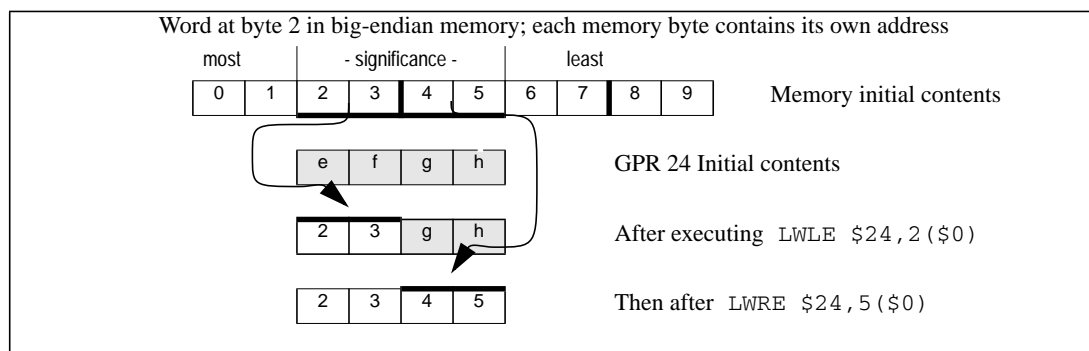 Word at byte 2 in big-endian memory; each memory byte contains its own address
most - significance - least
0 1 2 3 4 5 6 7 8 9 Memory initial contents
e f g h GPR 24 Initial contents
2 3 g h After executing LWLE $24,2($0)
2 3 4 5 Then after LWRE $24,5($0)